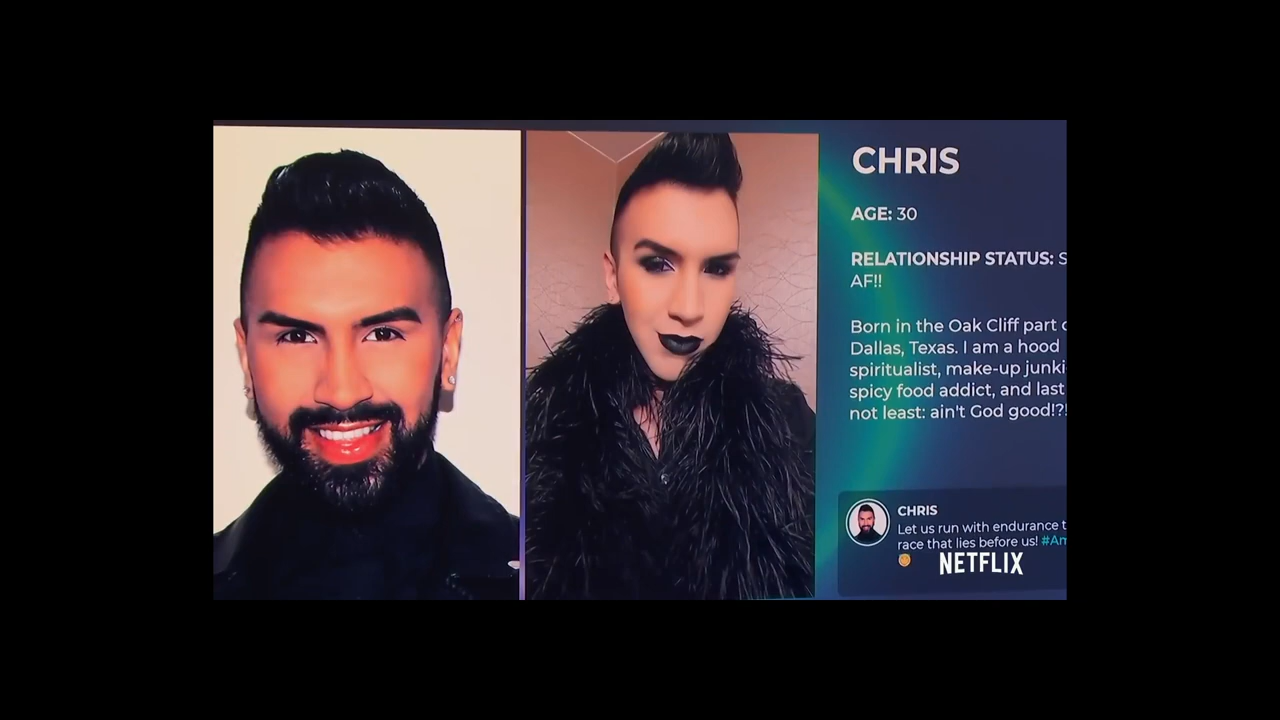 CHRIS
AGE: 30
RELATIONSHIP STATUS:
AF!!
Born in the Oak Cliff part
Dallas, Texas. I am a hood
spiritualist, make-up
spicy food addict, and last
not least: ain't God good!?!
CHRIS
Let us run with endurance
race that lies before us!
NETFLIX